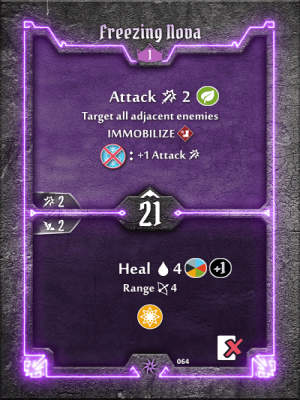 Freezing Nova
1
Attack 2
Target all adjacent enemies
IMMOBILIZE
: +1 Attack
2
21
2
Heal 4 +1
Range 4
064